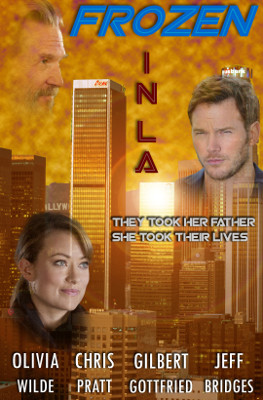 FROZEN
IN LA
THEY TOOK HER FATHER
SHE TOOK THEIR LIVES
OLIVIA CHRIS GILBERT JEFF
WILDE PRATT GOTTFRIED BRIDGES